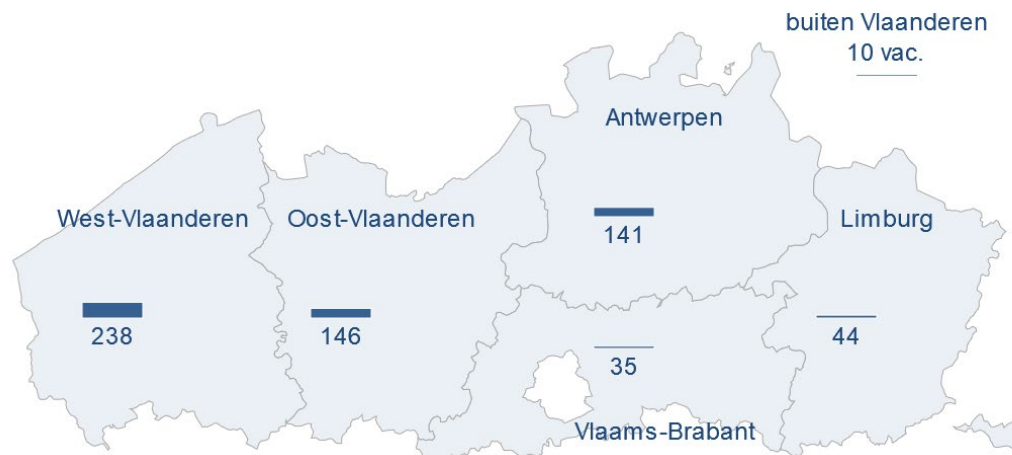 buiten Vlaanderen
10 vac.
Antwerpen
141
West-Vlaanderen
238
Oost-Vlaanderen
146
Limburg
44
35
Vlaams-Brabant